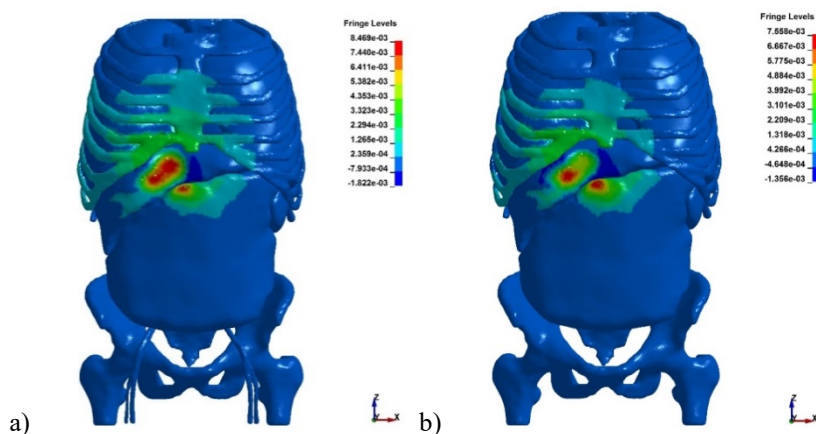 Fringe Levels
8.469e-03
7.440e-03
6.411e-03
5.382e-03
4.353e-03
3.323e-03
2.294e-03
1.265e-03
2.359e-04
-7.933e-04
-1.822e-03
Z
X
a)
Fringe Levels
7.558e-03
6.667e-03
5.775e-03
4.884e-03
3.992e-03
3.101e-03
2.209e-03
1.318e-03
4.266e-04
-4.648e-04
-1.356e-03
Z
X
b)